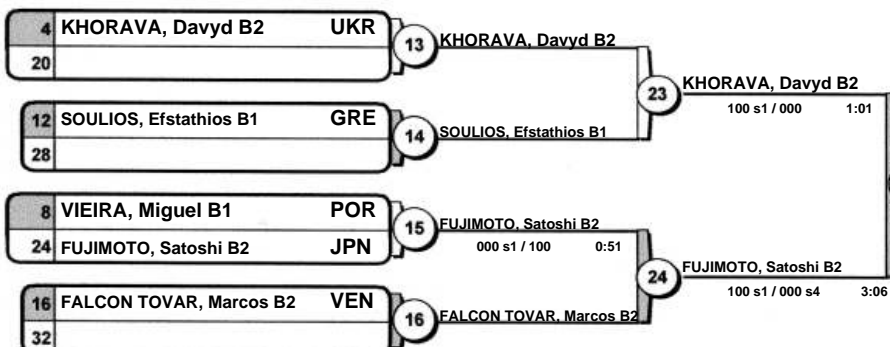 4 KHORAVA, Davyd B2 UKR
20
13
KHORAVA, Davyd B2
12 SOULIOS, Efstathios B1 GRE
28
14
SOULIOS, Efstathios B1
23
KHORAVA, Davyd B2
100 s1 / 000 1:01
8 VIEIRA, Miguel B1 POR
24 FUJIMOTO, Satoshi B2 JPN
15
FUJIMOTO, Satoshi B2
000 s1 / 100 0:51
16 FALCON TOVAR, Marcos B2 VEN
32
16
FALCON TOVAR, Marcos B2
24
FUJIMOTO, Satoshi B2
100 s1 / 000 s4 3:06